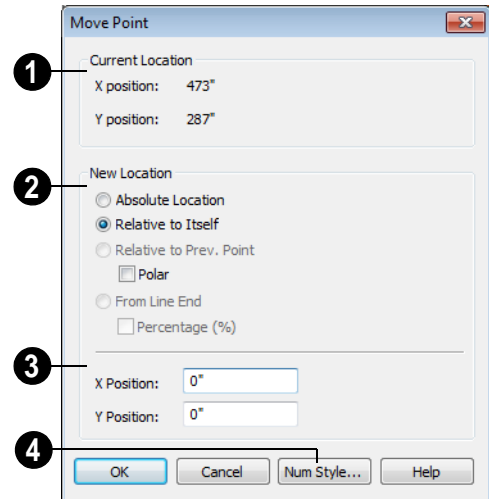 Move Point
1
Current Location
X position: 473"
Y position: 287"
2
New Location
Absolute Location
Relative to Itself
Relative to Prev. Point
Polar
From Line End
Percentage (%)
3
X Position: 0"
Y Position: 0"
4
OK Cancel Num Style... Help